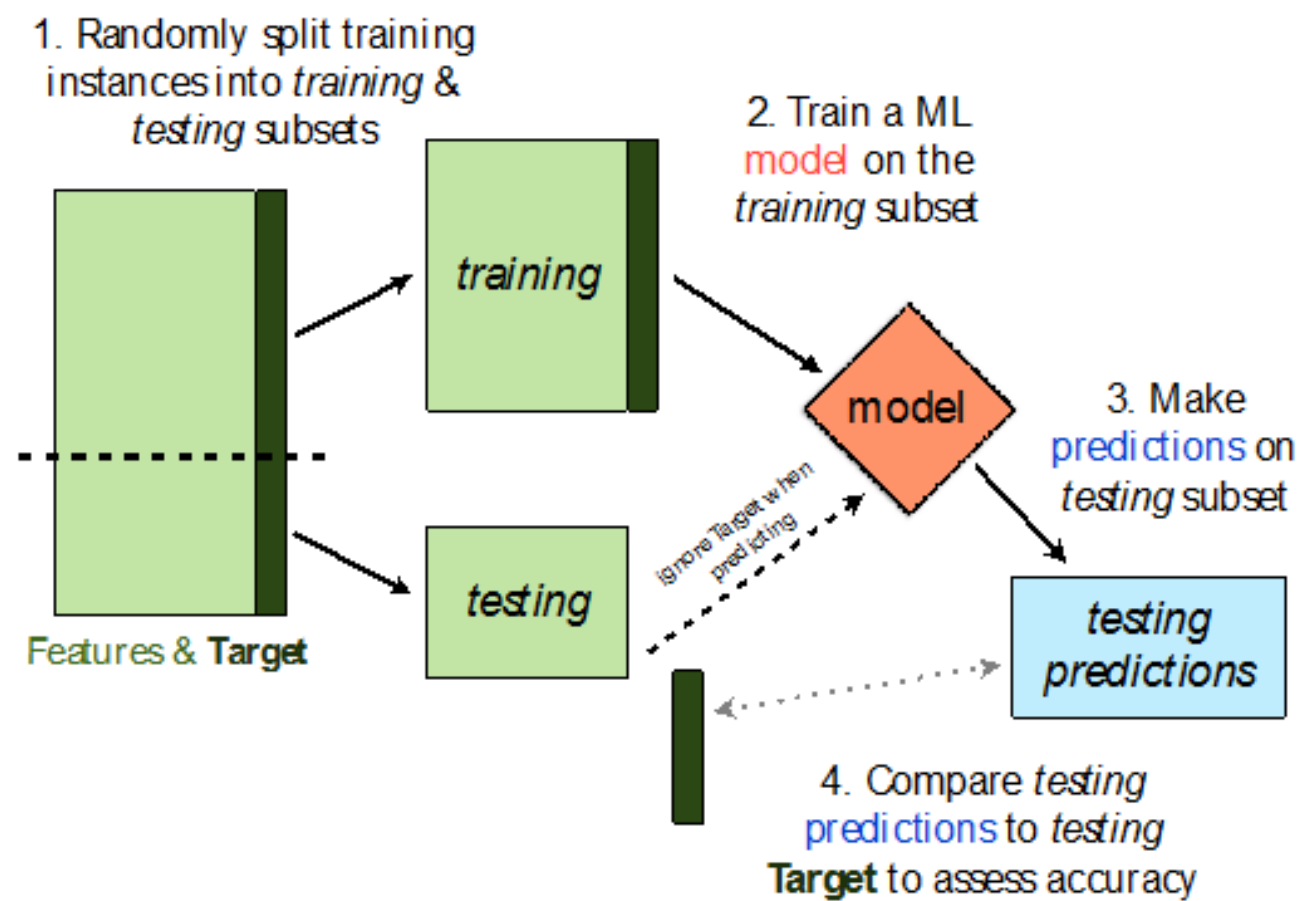 1. Randomly split training
instances into training &
testing subsets
2. Train a ML
model on the
training subset
training
model
3. Make
predictions on
testing subset
ignore Target when
predicting
testing
testing
predictions
Features & Target
4. Compare testing
predictions to testing
Target to assess accuracy